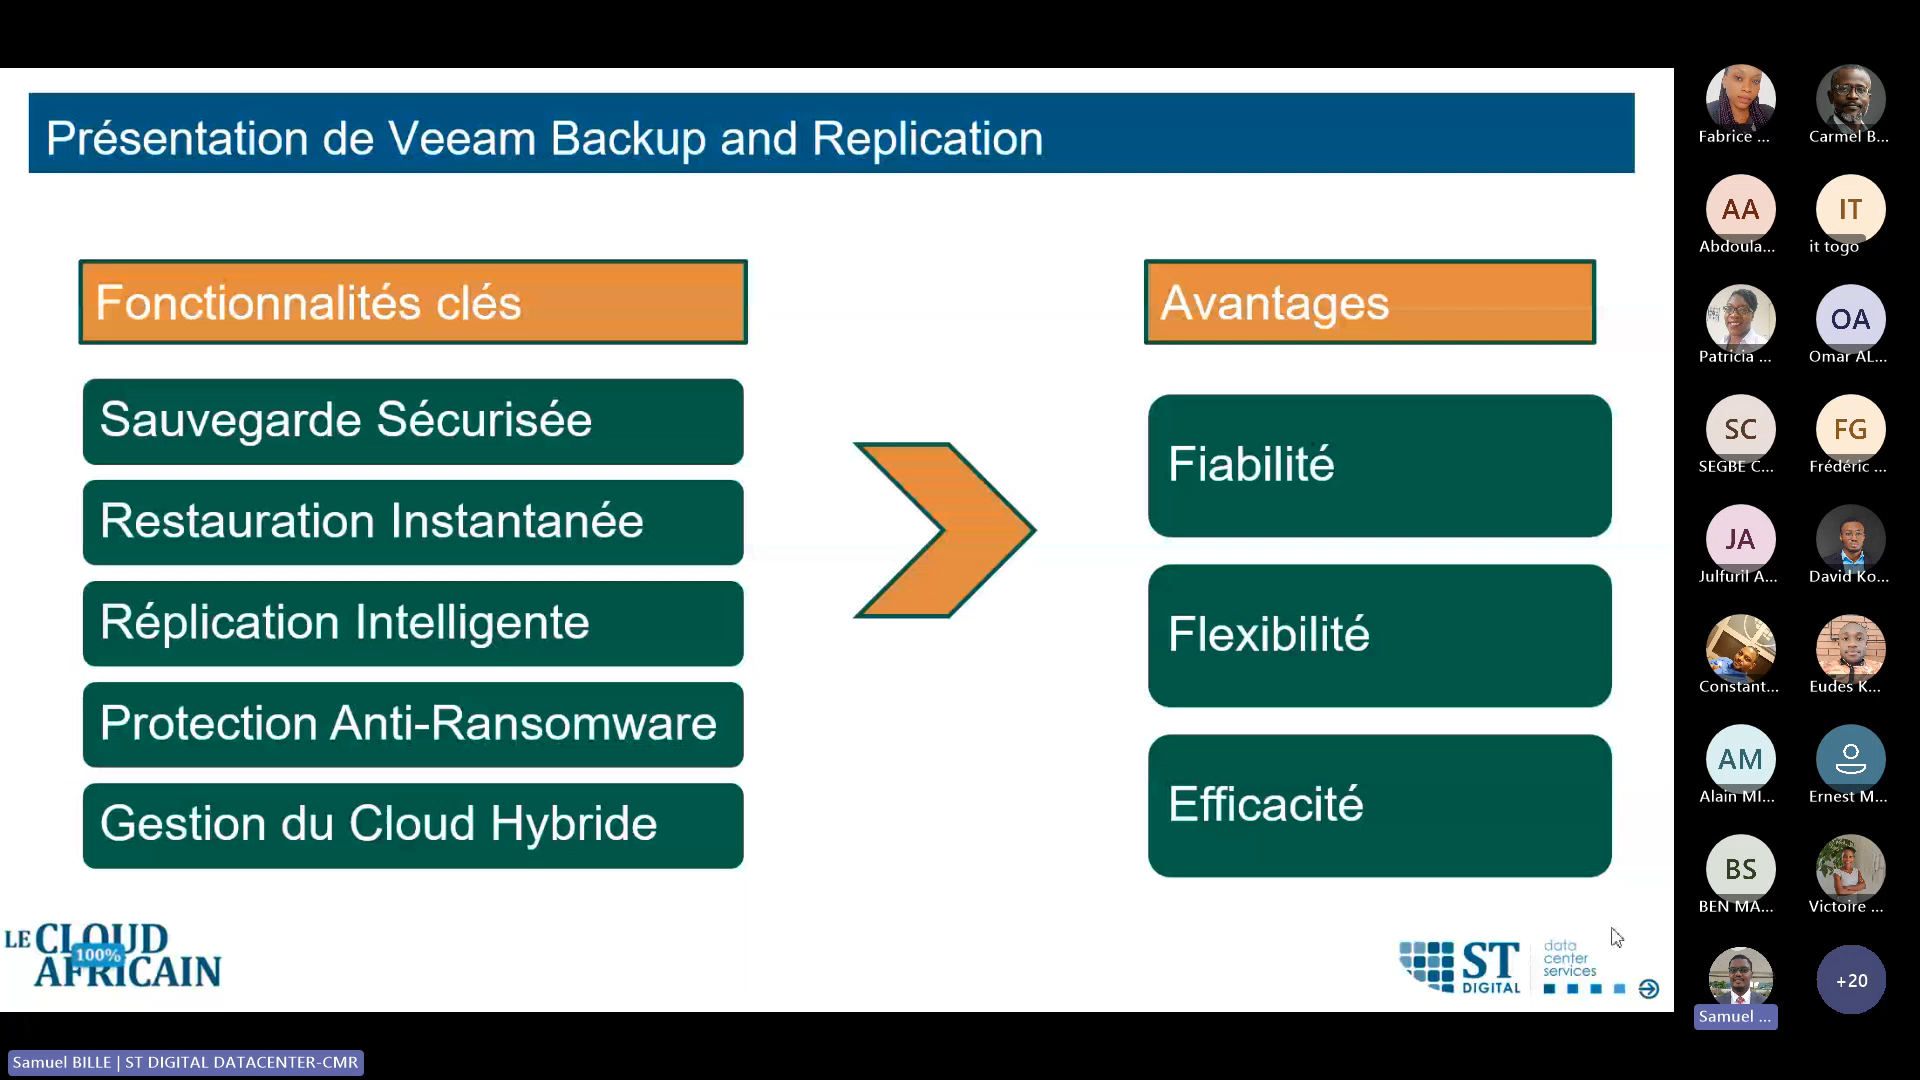 Présentation de Veeam Backup and Replication
Fonctionnalités clés
Sauvegarde Sécurisée
Restauration Instantanée
Réplication Intelligente
Protection Anti-Ransomware
Gestion du Cloud Hybride
Avantages
Fiabilité
Flexibilité
Efficacité
LE CLOUD
100%
AFRICAIN
ST
DIGITAL
data
center
services
Fabrice ...
Carmel B...
AA
Abdoula...
IT
it togo
Patricia ...
OA
Omar AL...
SC
SEGBE C...
FG
Frédéric ...
JA
Julfuril A...
David Ko...
Constant...
Eudes K...
AM
Alain MI...
Ernest M...
BS
BEN MA...
Victoire ...
Samuel ...
+20
Samuel BILLE | ST DIGITAL DATACENTER-CMR